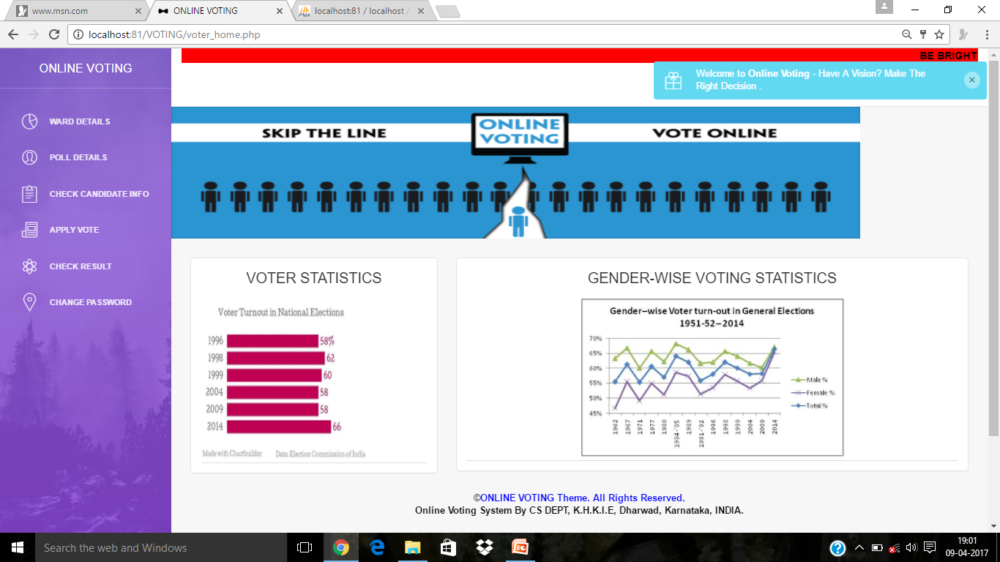 www.msn.com
ONLINE VOTING
localhost:81 / localhost /
PMA
localhost:81/VOTING/voter_home.php
ONLINE VOTING
BE BRIGHT
Welcome to Online Voting - Have A Vision? Make The
Right Decision .
WARD DETAILS
POLL DETAILS
CHECK CANDIDATE INFO
APPLY VOTE
CHECK RESULT
CHANGE PASSWORD
SKIP THE LINE
ONLINE
VOTING
VOTE ONLINE
VOTER STATISTICS
Voter Turnout in National Elections
1996 58%
1998 62
1999 60
2004 58
2009 58
2014 66
Made with Chartbuilder Data: Election Commission of India
GENDER-WISE VOTING STATISTICS
Gender–wise Voter turn-out in General Elections
1951-52–2014
70%
65%
60%
55%
50%
45%
1962
1967
1971
1977
1980
1984-'85
1989
1991-'92
1996
1998
1999
2004
2009
2014
Male %
Female %
Total %
©ONLINE VOTING Theme. All Rights Reserved.
Online Voting System By CS DEPT, K.H.K.I.E, Dharwad, Karnataka, INDIA.
Search the web and Windows
19:01
09-04-2017